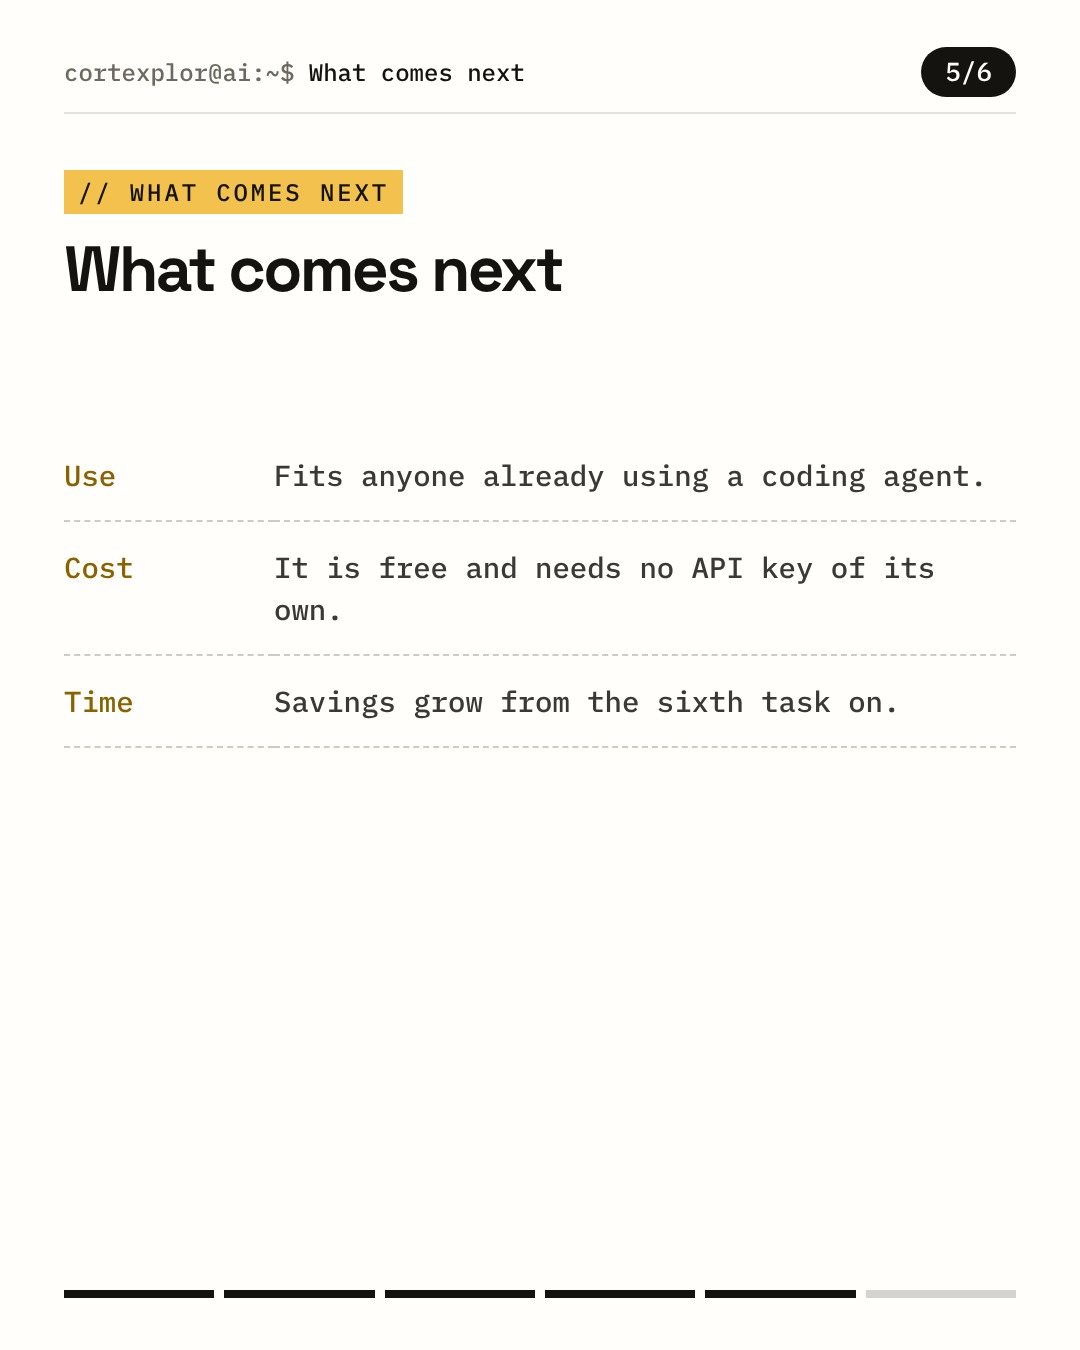 cortexplor@ai:~$ What comes next
5/6
// WHAT COMES NEXT
What comes next
Use Fits anyone already using a coding agent.
Cost It is free and needs no API key of its
own.
Time Savings grow from the sixth task on.